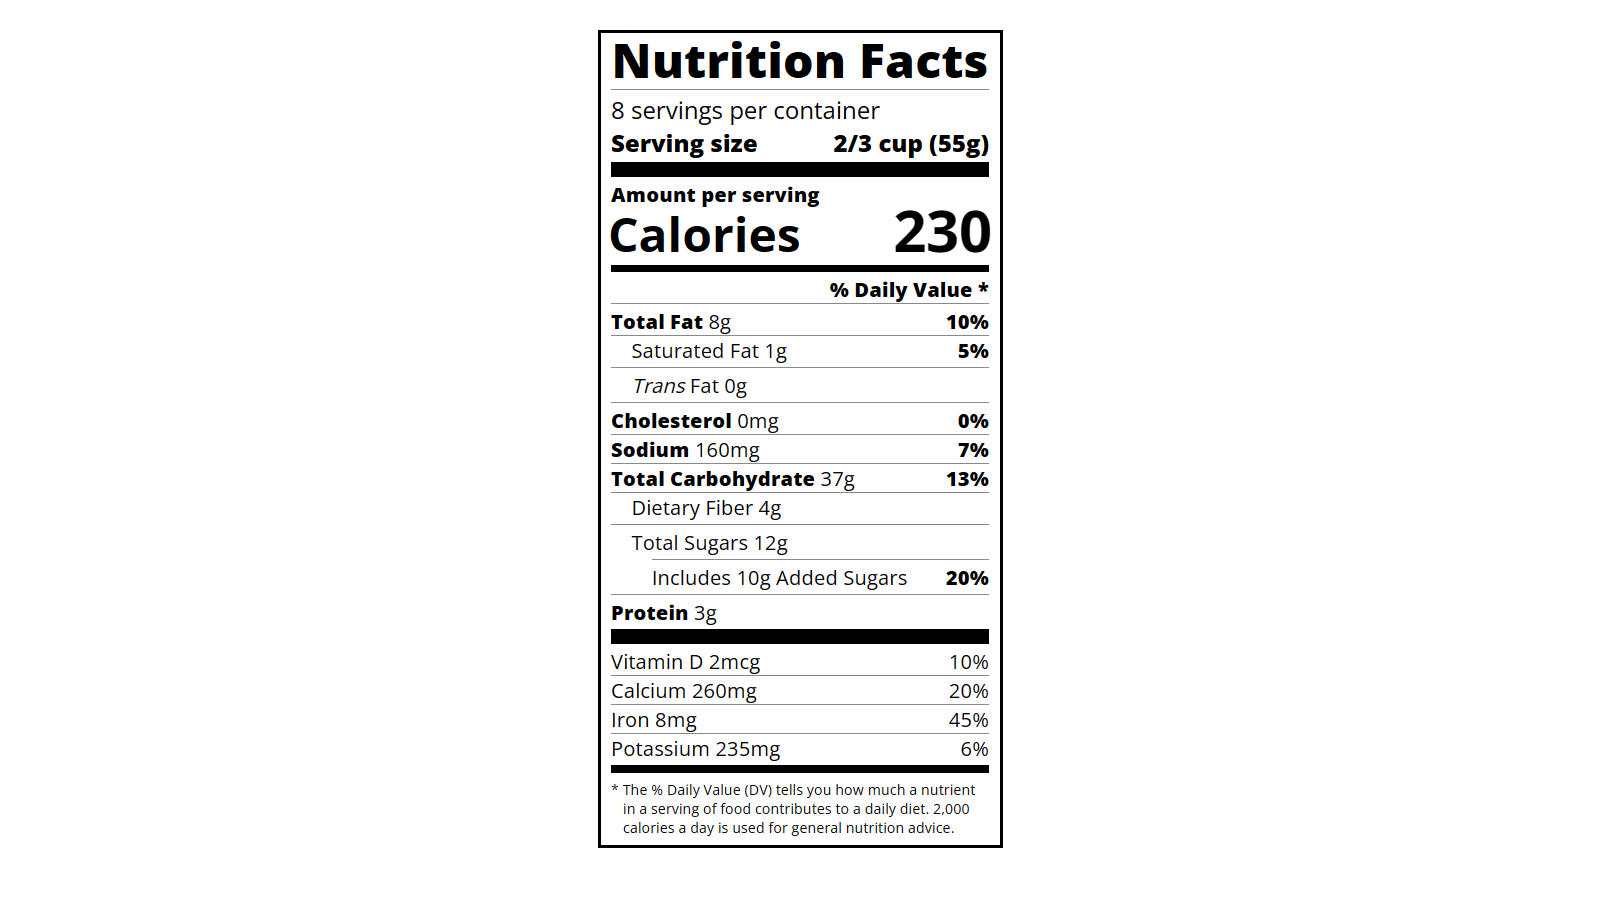 Nutrition Facts
8 servings per container
Serving size 2/3 cup (55g)
Amount per serving
Calories 230
% Daily Value *
Total Fat 8g 10%
Saturated Fat 1g 5%
Trans Fat 0g
Cholesterol 0mg 0%
Sodium 160mg 7%
Total Carbohydrate 37g 13%
Dietary Fiber 4g
Total Sugars 12g
Includes 10g Added Sugars 20%
Protein 3g
Vitamin D 2mcg 10%
Calcium 260mg 20%
Iron 8mg 45%
Potassium 235mg 6%
* The % Daily Value (DV) tells you how much a nutrient
in a serving of food contributes to a daily diet. 2,000
calories a day is used for general nutrition advice.